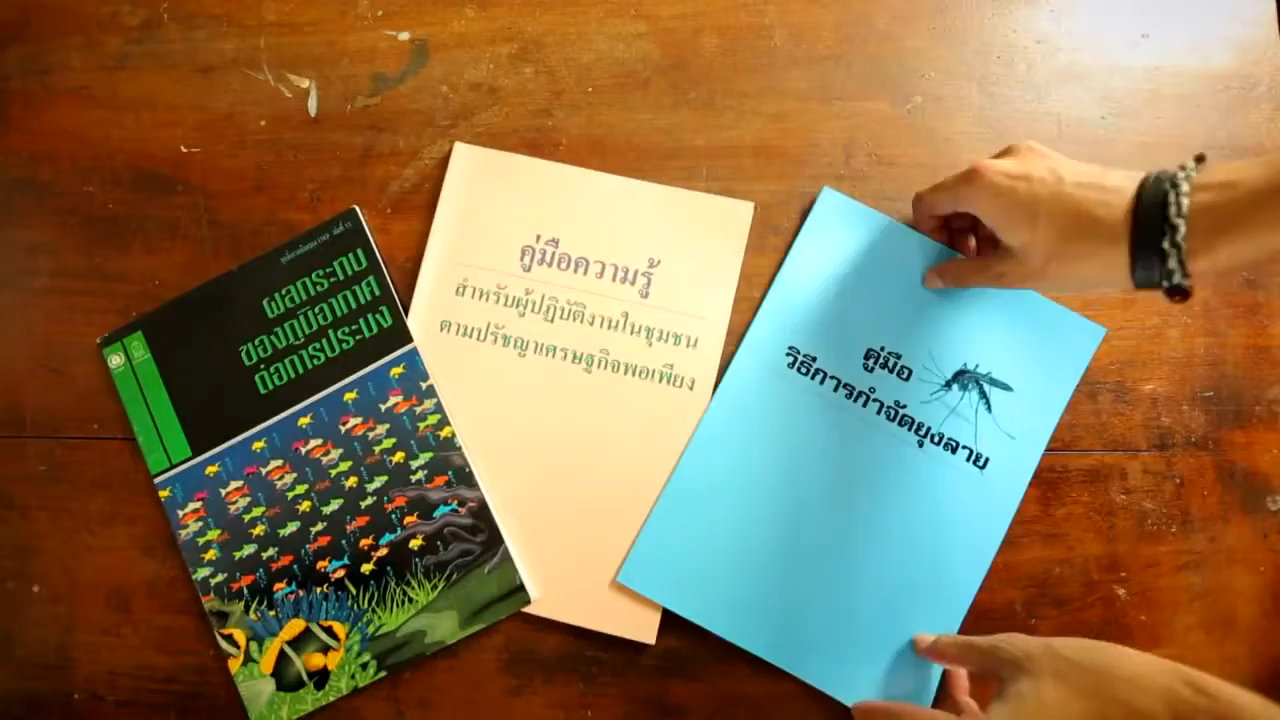 ผลกระทบ
ของภูมิอากาศ
ต่อการประมง
คู่มือความรู้
สำหรับผู้ปฏิบัติงานในชุมชน
ตามปรัชญาเศรษฐกิจพอเพียง
คู่มือ
วิธีการกำจัดยุงลาย